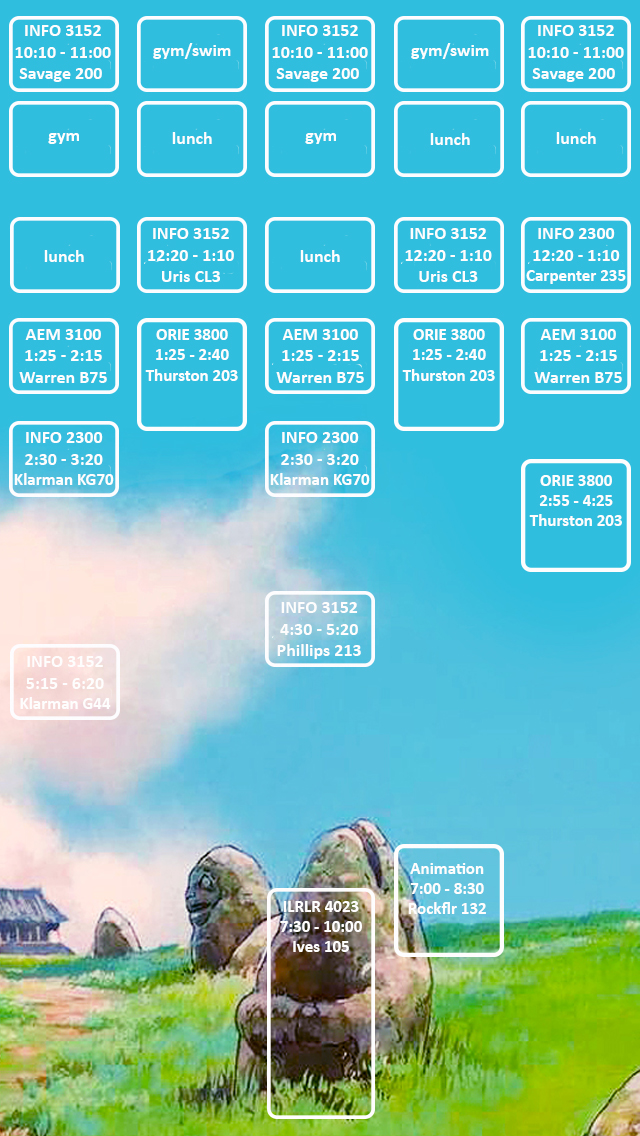 INFO 3152
10:10 - 11:00
Savage 200
gym/swim
INFO 3152
10:10 - 11:00
Savage 200
gym/swim
INFO 3152
10:10 - 11:00
Savage 200
gym
lunch
gym
lunch
lunch
lunch
INFO 3152
12:20 - 1:10
Uris CL3
lunch
INFO 3152
12:20 - 1:10
Uris CL3
INFO 2300
12:20 - 1:10
Carpenter 235
AEM 3100
1:25 - 2:15
Warren B75
ORIE 3800
1:25 - 2:40
Thurston 203
AEM 3100
1:25 - 2:15
Warren B75
ORIE 3800
1:25 - 2:40
Thurston 203
AEM 3100
1:25 - 2:15
Warren B75
INFO 2300
2:30 - 3:20
Klarman KG70
INFO 2300
2:30 - 3:20
Klarman KG70
ORIE 3800
2:55 - 4:25
Thurston 203
INFO 3152
4:30 - 5:20
Phillips 213
INFO 3152
5:15 - 6:20
Klarman G44
Animation
7:00 - 8:30
Rockflr 132
ILRLR 4023
7:30 - 10:00
Ives 105